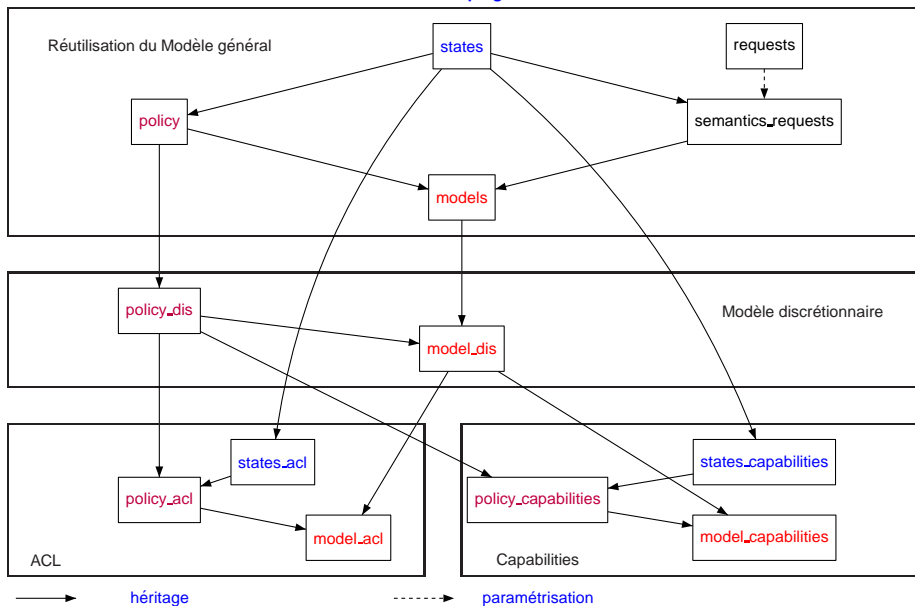 Réutilisation du Modèle général
states
requests
policy
semantics_requests
models
policy_dis
Modèle discrétionnaire
model_dis
states_acl
states_capabilities
policy_acl
policy_capabilities
model_acl
model_capabilities
ACL
Capabilities
héritage
paramétrisation